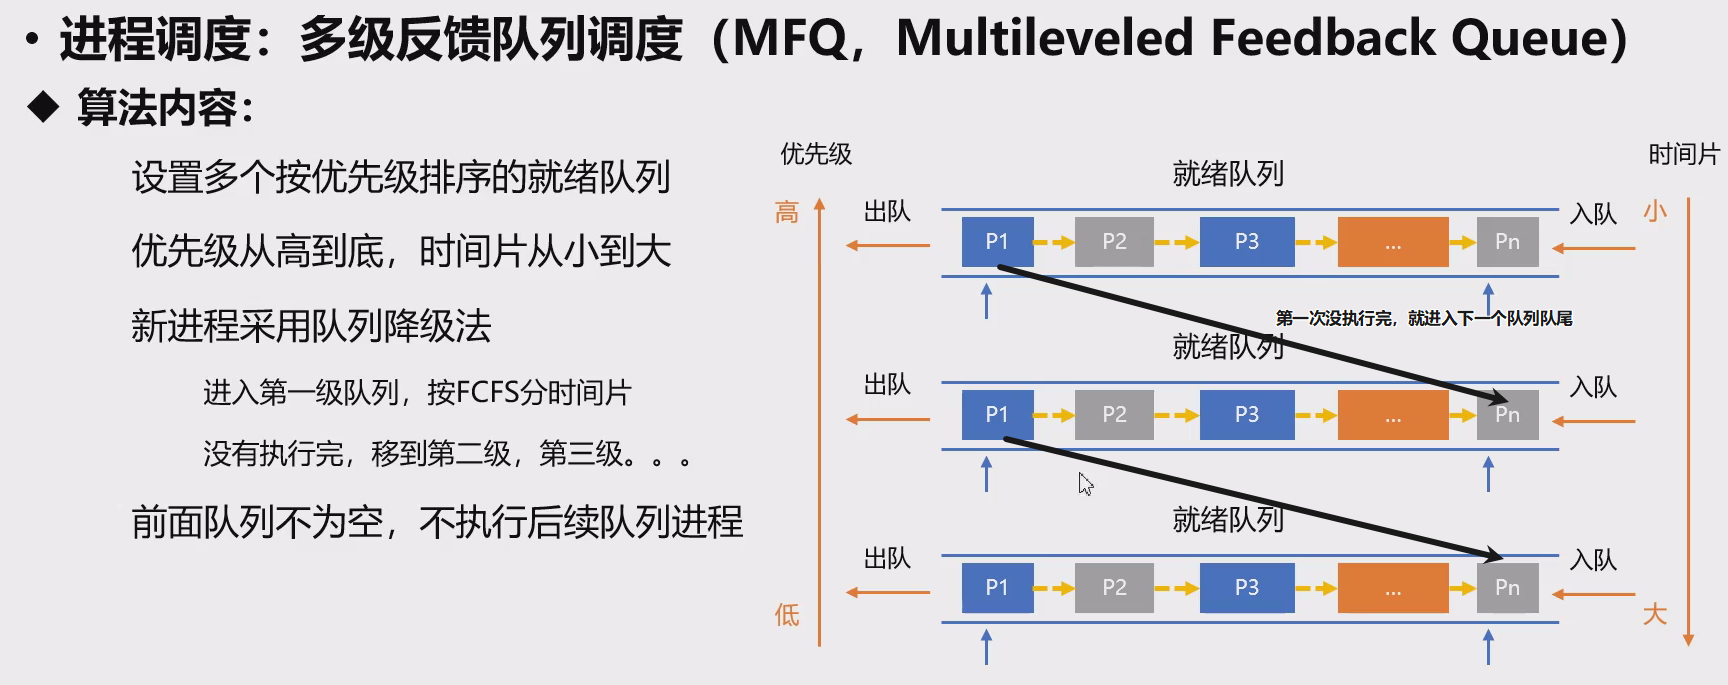 • 进程调度：多级反馈队列调度（MFQ，Multileveled Feedback Queue）
◆ 算法内容：
设置多个按优先级排序的就绪队列
优先级从高到底，时间片从小到大
新进程采用队列降级法
进入第一级队列，按FCFS分时间片
没有执行完，移到第二级，第三级。。。
前面队列不为空，不执行后续队列进程
优先级
就绪队列
时间片
高
出队
P1
P2
P3
...
Pn
入队
小
第一次没执行完，就进入下一个队列队尾
就绪队列
出队
P1
P2
P3
...
Pn
入队
就绪队列
出队
P1
P2
P3
...
Pn
入队
低
大